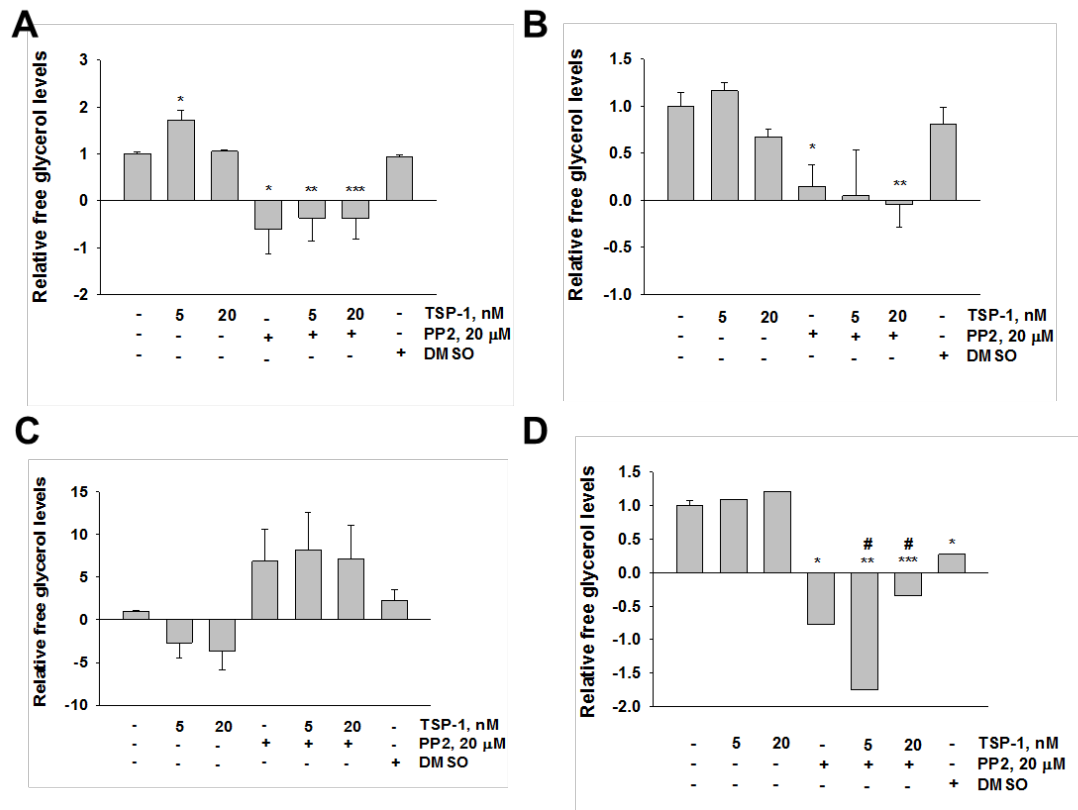 A
Relative free glycerol levels
3
2
1
0
-1
-2
*
*
**
***
- 5 20 - 5 20 - TSP-1, nM
- - - + + + - PP2, 20 µM
- - - - - - + DMSO
B
Relative free glycerol levels
1.5
1.0
0.5
0.0
-0.5
-1.0
*
**
- 5 20 - 5 20 - TSP-1, nM
- - - + + + - PP2, 20 µM
- - - - - - + DMSO
C
Relative free glycerol levels
15
10
5
0
-5
-10
- 5 20 - 5 20 - TSP-1, nM
- - - + + + - PP2, 20 µM
- - - - - - + DMSO
D
Relative free glycerol levels
1.5
1.0
0.5
0.0
-0.5
-1.0
-1.5
-2.0
# #
* ** *** *
- 5 20 - 5 20 - TSP-1, nM
- - - + + + - PP2, 20 µM
- - - - - - + DMSO